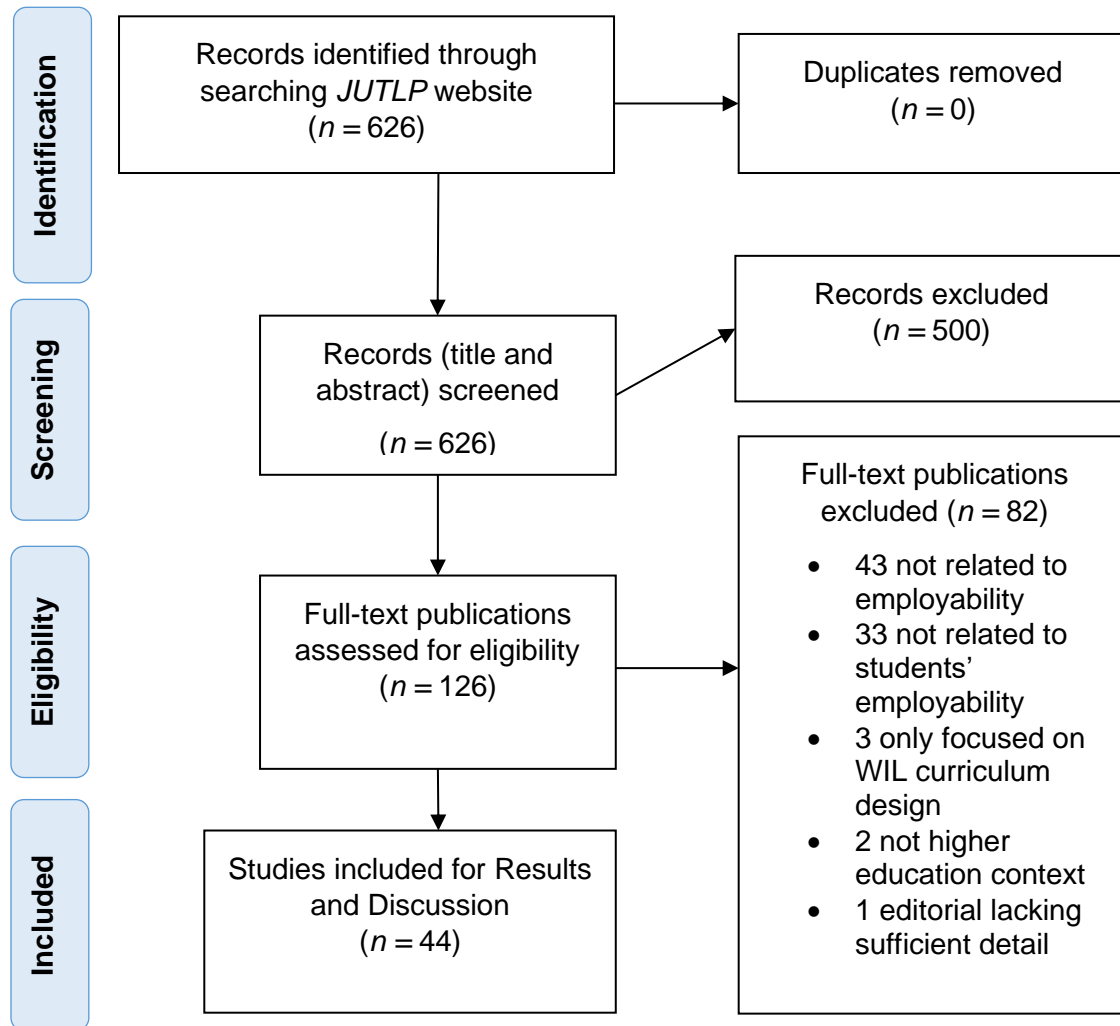 Identification
Records identified through
searching JUTLP website
(n = 626)
Duplicates removed
(n = 0)
Screening
Records (title and
abstract) screened
(n = 626)
Records excluded
(n = 500)
Eligibility
Full-text publications
assessed for eligibility
(n = 126)
Full-text publications
excluded (n = 82)
• 43 not related to
employability
• 33 not related to
students’
employability
• 3 only focused on
WIL curriculum
design
• 2 not higher
education context
• 1 editorial lacking
sufficient detail
Included
Studies included for Results
and Discussion
(n = 44)